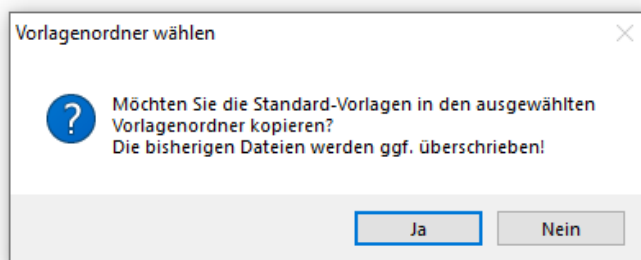 Vorlagenordner wählen
Möchten Sie die Standard-Vorlagen in den ausgewählten
Vorlagenordner kopieren?
Die bisherigen Dateien werden ggf. überschrieben!
Ja
Nein